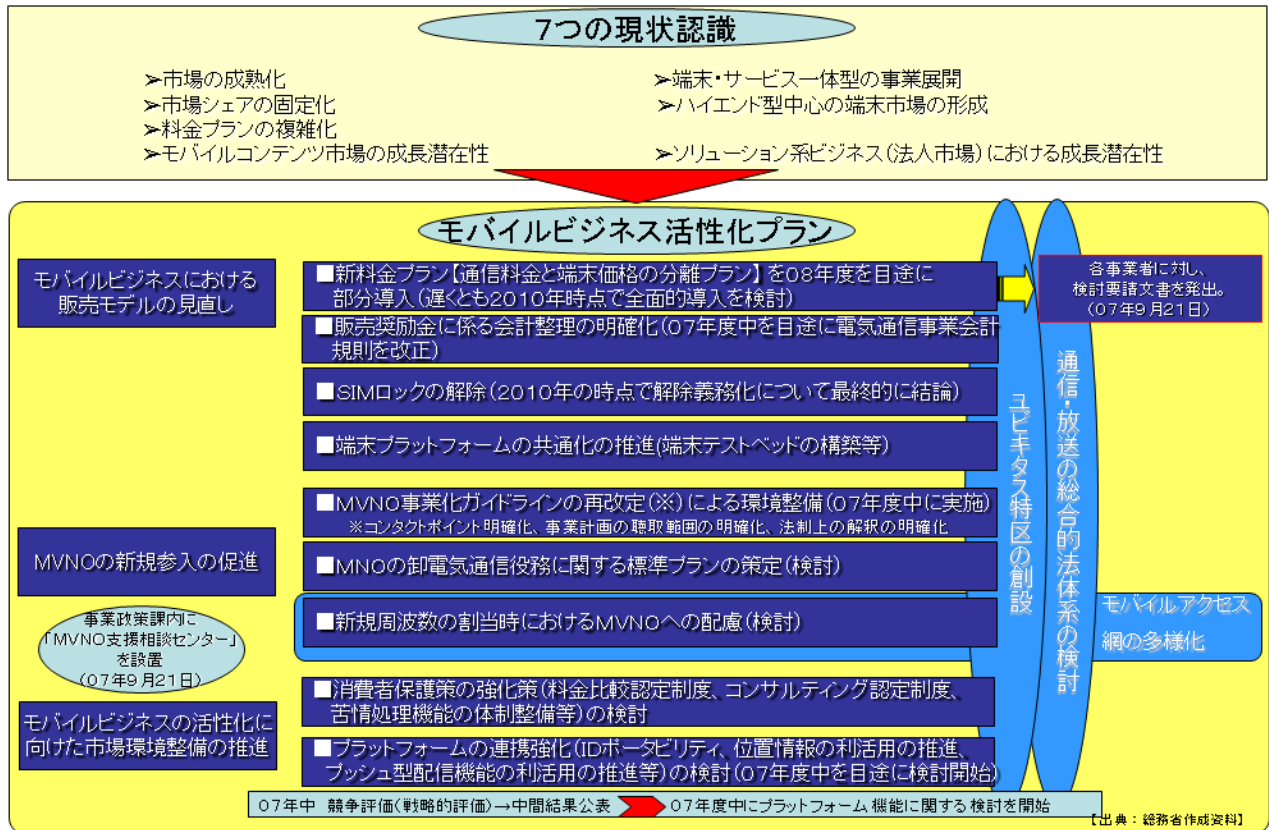 7つの現状認識
➢市場の成熟化
➢市場シェアの固定化
➢料金プランの複雑化
➢モバイルコンテンツ市場の成長潜在性
➢端末・サービス一体型の事業展開
➢ハイエンド型中心の端末市場の形成
➢ソリューション系ビジネス(法人市場)における成長潜在性
モバイルビジネス活性化プラン
モバイルビジネスにおける
販売モデルの見直し
■新料金プラン【通信料金と端末価格の分離プラン】を08年度を目途に
部分導入(遅くとも2010年時点で全面的導入を検討)
各事業者に対し、
検討要請文書を発出。
(07年9月21日)
■販売奨励金に係る会計整理の明確化(07年度中を目途に電気通信事業会計
規則を改正)
■SIMロックの解除(2010年の時点で解除義務化について最終的に結論)
■端末プラットフォームの共通化の推進(端末テストベッドの構築等)
MVNOの新規参入の促進
■MVNO事業化ガイドラインの再改定(※)による環境整備(07年度中に実施)
※コンタクトポイント明確化、事業計画の聴取範囲の明確化、法制上の解釈の明確化
■MNOの卸電気通信役務に関する標準プランの策定(検討)
■新規周波数の割当時におけるMVNOへの配慮(検討)
事業政策課内に
「MVNO支援相談センター」
を設置
(07年9月21日)
モバイルビジネスの活性化に
向けた市場環境整備の推進
■消費者保護策の強化策(料金比較認定制度、コンサルティング認定制度、
苦情処理機能の体制整備等)の検討
■プラットフォームの連携強化(IDポータビリティ、位置情報の利活用の推進、
プッシュ型配信機能の利活用の推進等)の検討(07年度中を目途に検討開始)
ユビキタス特区の創設
通信・放送の総合的法体系の検討
モバイルアクセス
網の多様化
07年中 競争評価(戦略的評価)→中間結果公表
07年度中にプラットフォーム機能に関する検討を開始
【出典：総務省作成資料】